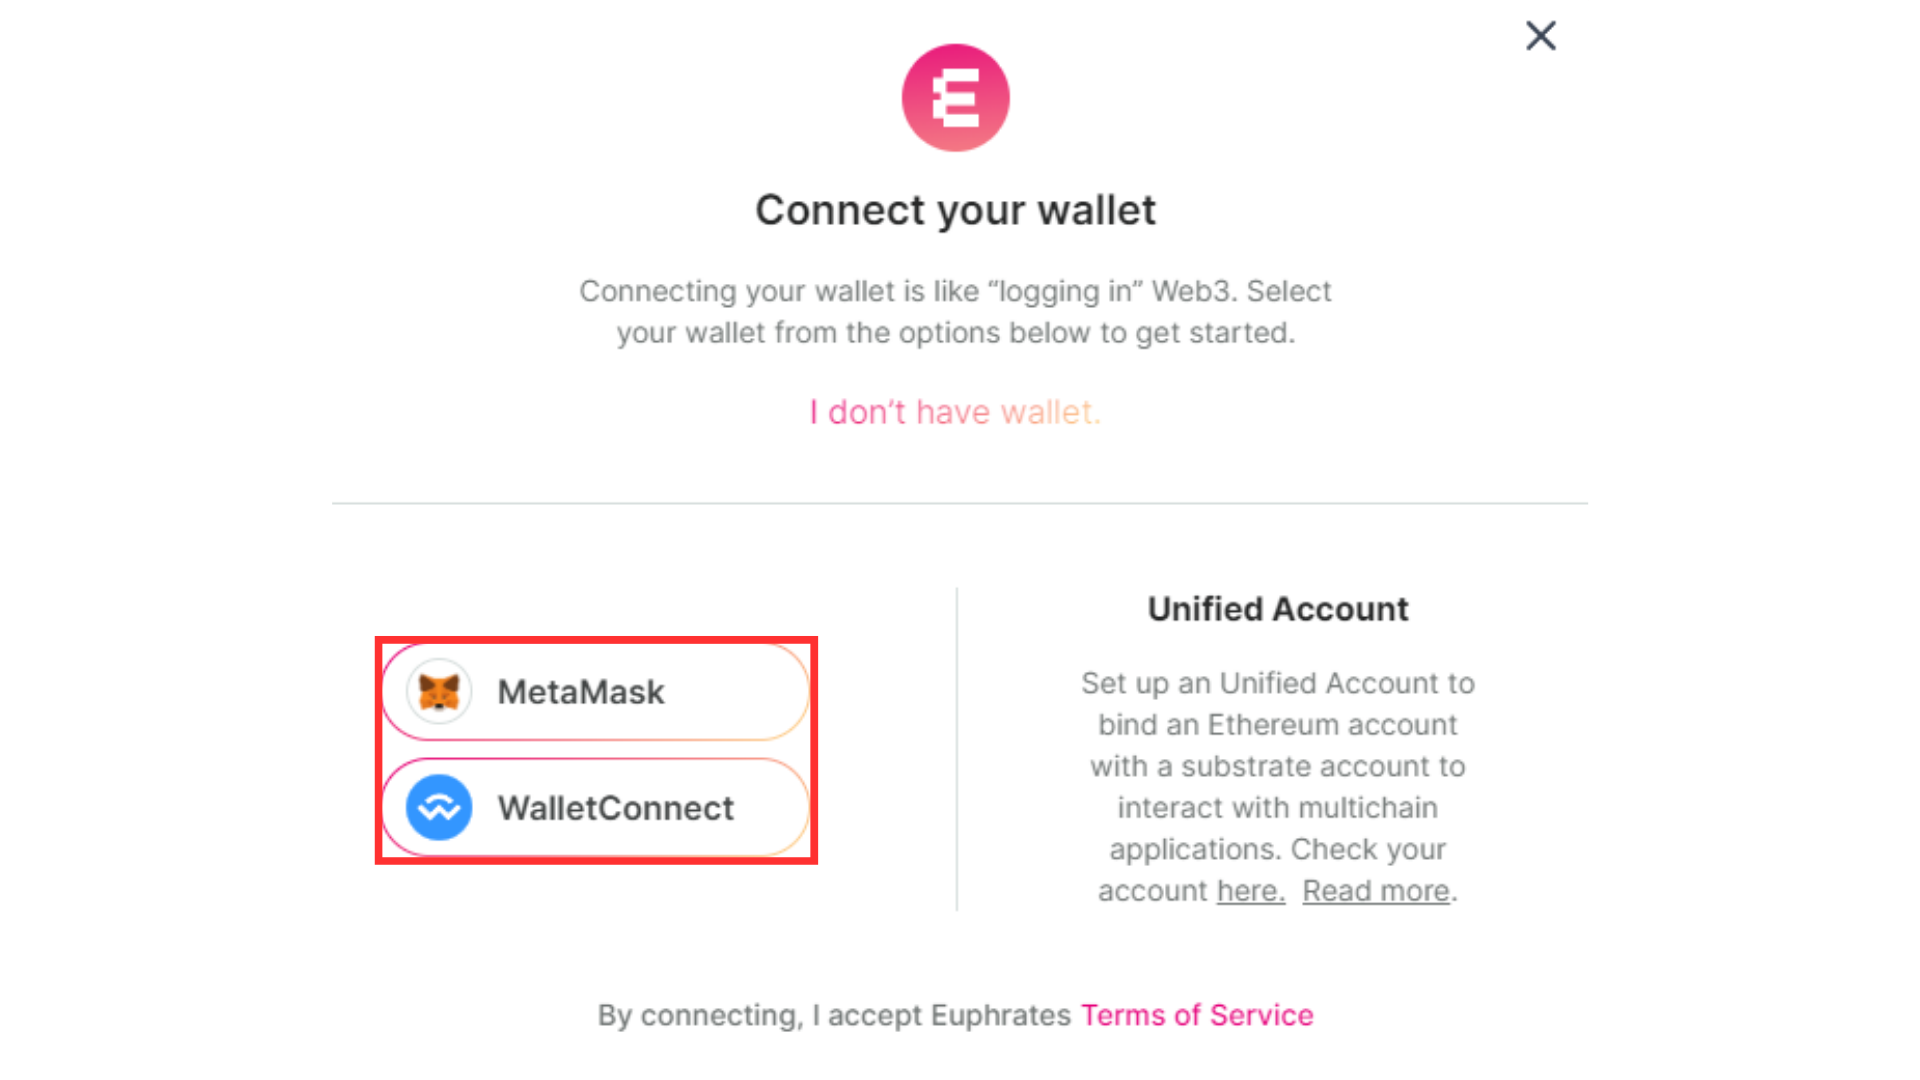 Connect your wallet
Connecting your wallet is like “logging in” Web3. Select
your wallet from the options below to get started.
I don’t have wallet.
MetaMask
WalletConnect
Unified Account
Set up an Unified Account to
bind an Ethereum account
with a substrate account to
interact with multichain
applications. Check your
account here. Read more.
By connecting, I accept Euphrates Terms of Service